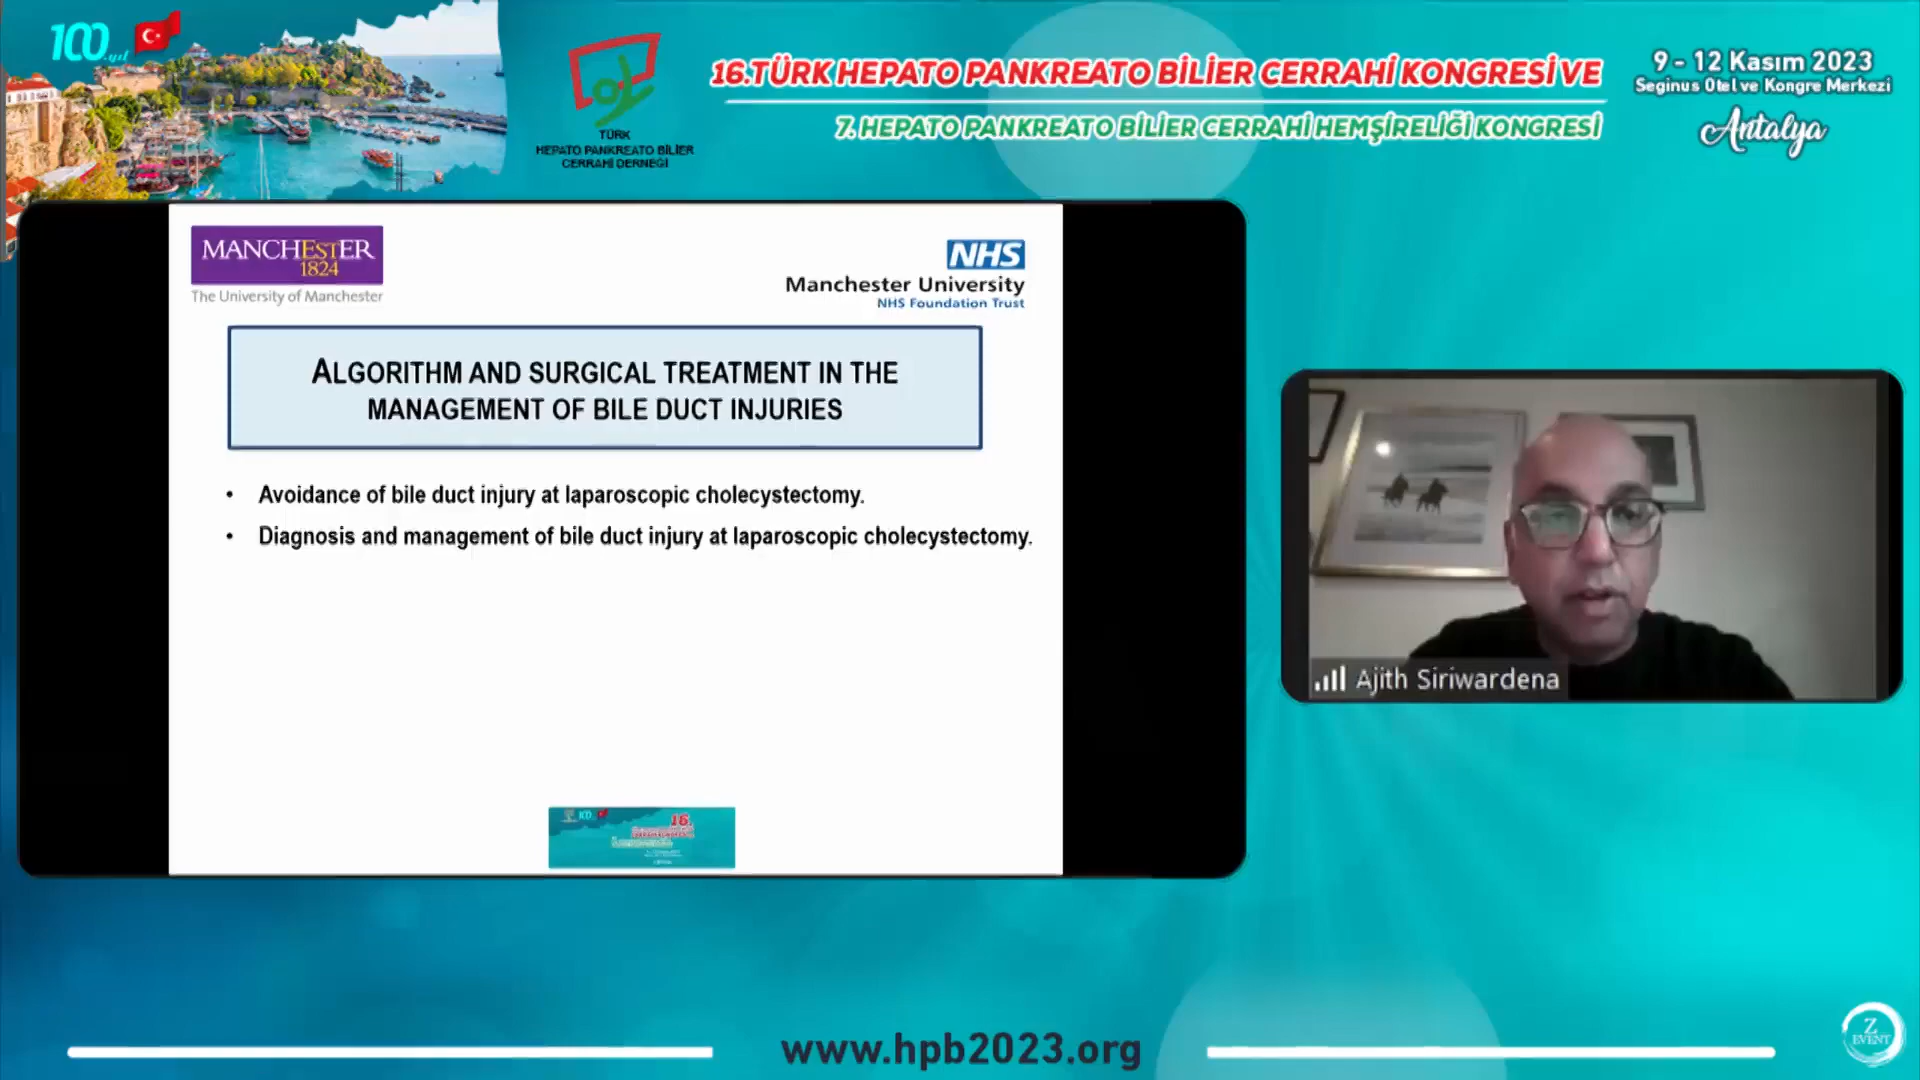 100.yıl
TÜRK
HEPATO PANKREATO BİLİER
CERRAHİ DERNEĞİ
16.TÜRK HEPATO PANKREATO BİLİER CERRAHİ KONGRESİ VE
7. HEPATO PANKREATO BİLİER CERRAHİ HEMŞİRELİĞİ KONGRESİ
9 - 12 Kasım 2023
Seginus Otel ve Kongre Merkezi
Antalya
MANCHESTER
1824
The University of Manchester
NHS
Manchester University
NHS Foundation Trust
ALGORITHM AND SURGICAL TREATMENT IN THE
MANAGEMENT OF BILE DUCT INJURIES
• Avoidance of bile duct injury at laparoscopic cholecystectomy.
• Diagnosis and management of bile duct injury at laparoscopic cholecystectomy.
16.
Ajith Siriwardena
www.hpb2023.org
Z
EVENT